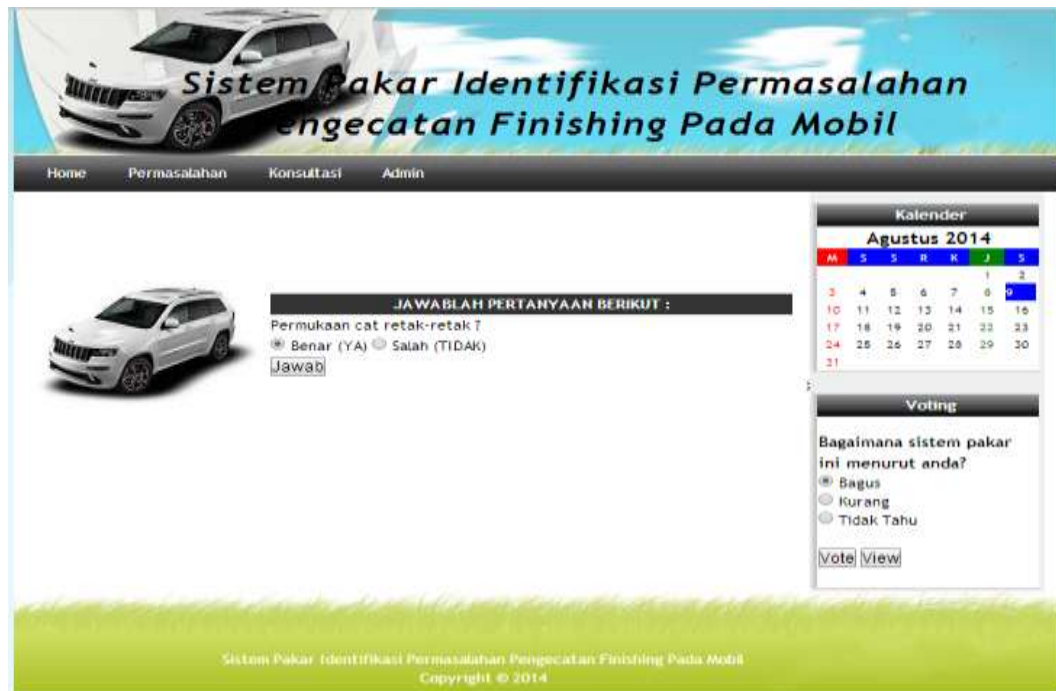 Sistem Pakar Identifikasi Permasalahan
Pengecatan Finishing Pada Mobil
Home Permasalahan Konsultasi Admin
JAWABLAH PERTANYAAN BERIKUT :
Permukaan cat retak-retak ?
Benar (YA) Salah (TIDAK)
Jawab
Kalender
Agustus 2014
M S S R K J S
1 2
3 4 5 6 7 8 9
10 11 12 13 14 15 16
17 18 19 20 21 22 23
24 25 26 27 28 29 30
31
Voting
Bagaimana sistem pakar
ini menurut anda?
Bagus
Kurang
Tidak Tahu
Vote View
Sistem Pakar Identifikasi Permasalahan Pengecatan Finishing Pada Mobil
Copyright © 2014